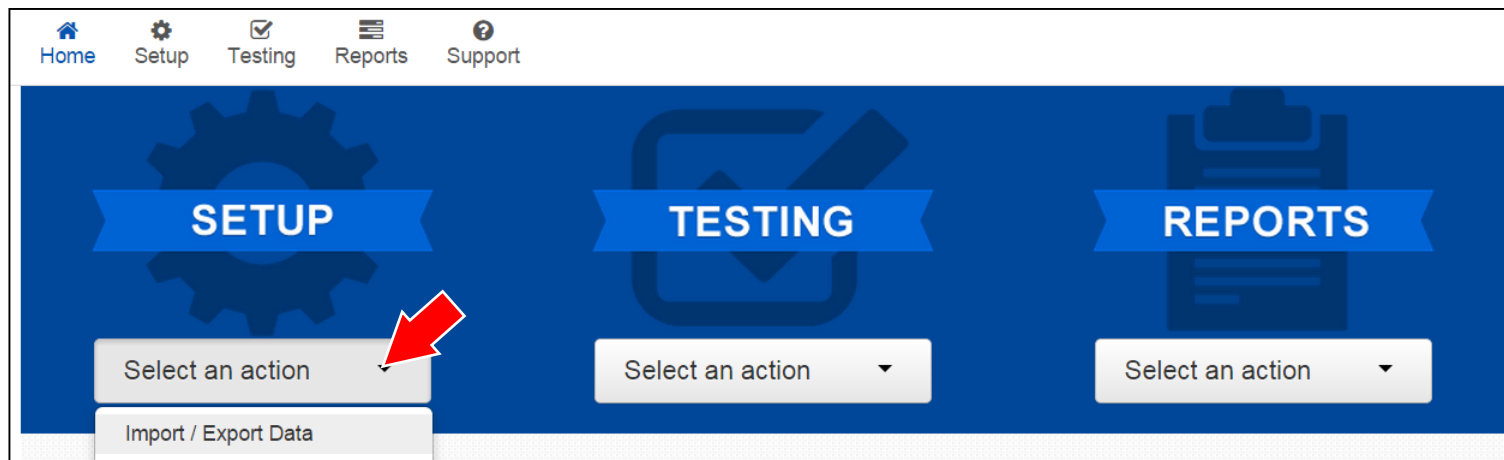 Home Setup Testing Reports Support
SETUP TESTING REPORTS
Select an action Select an action Select an action
Import / Export Data